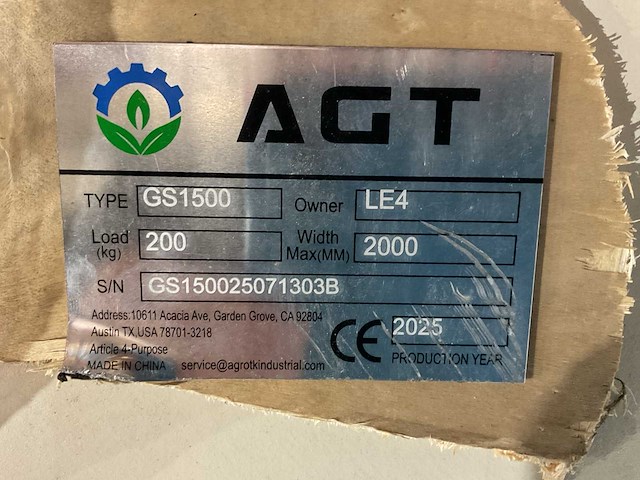 AGT
TYPE GS1500 Owner LE4
Load (kg) 200 Width Max(MM) 2000
S/N GS150025071303B
Address:10611 Acacia Ave, Garden Grove, CA 92804
Austin TX.USA 78701-3218
Article 4-Purpose
MADE IN CHINA service@agrotkindustrial.com
CE 2025
PRODUCTION YEAR